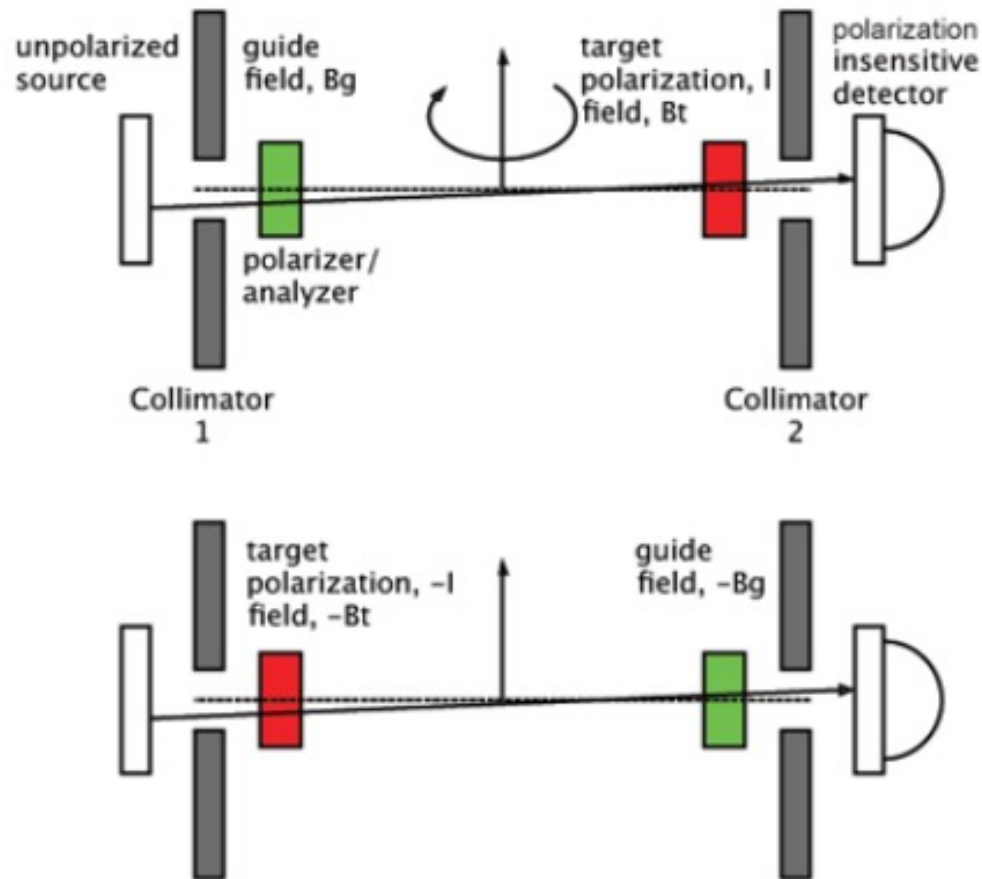 unpolarized
source
guide
field, Bg
target
polarization, I
field, Bt
polarization
insensitive
detector
polarizer/
analyzer
Collimator
1
Collimator
2
target
polarization, -I
field, -Bt
guide
field, -Bg